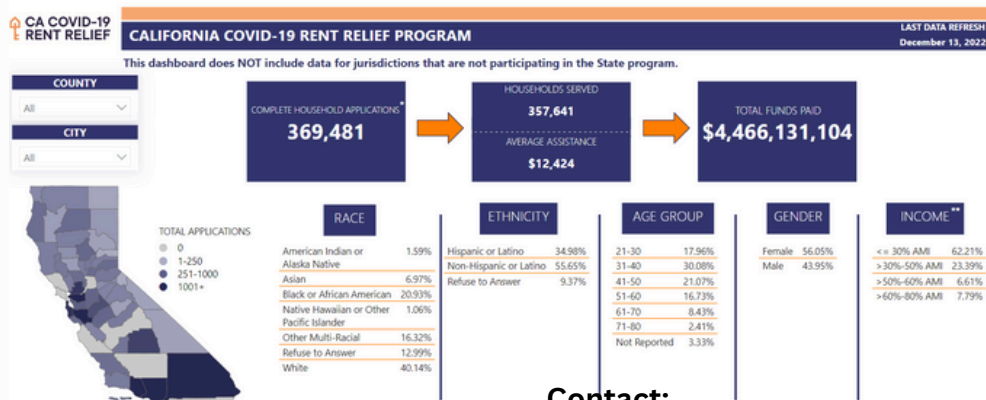 CA COVID-19
RENT RELIEF
CALIFORNIA COVID-19 RENT RELIEF PROGRAM
LAST DATA REFRESH
December 13, 2022
This dashboard does NOT include data for jurisdictions that are not participating in the State program.
COUNTY
All
CITY
All
COMPLETE HOUSEHOLD APPLICATIONS*
369,481
HOUSEHOLDS SERVED
357,641
AVERAGE ASSISTANCE
$12,424
TOTAL FUNDS PAID
$4,466,131,104
TOTAL APPLICATIONS
0
1-250
251-1000
1001+
RACE
American Indian or 1.59%
Alaska Native
Asian 6.97%
Black or African American 20.93%
Native Hawaiian or Other 1.06%
Pacific Islander
Other Multi-Racial 16.32%
Refuse to Answer 12.99%
White 40.14%
ETHNICITY
Hispanic or Latino 34.98%
Non-Hispanic or Latino 55.65%
Refuse to Answer 9.37%
AGE GROUP
21-30 17.96%
31-40 30.08%
41-50 21.07%
51-60 16.73%
61-70 8.43%
71-80 2.41%
Not Reported 3.33%
GENDER
Female 56.05%
Male 43.95%
INCOME**
<= 30% AMI 62.21%
>30%-50% AMI 23.39%
>50%-60% AMI 6.61%
>60%-80% AMI 7.79%
Contact: